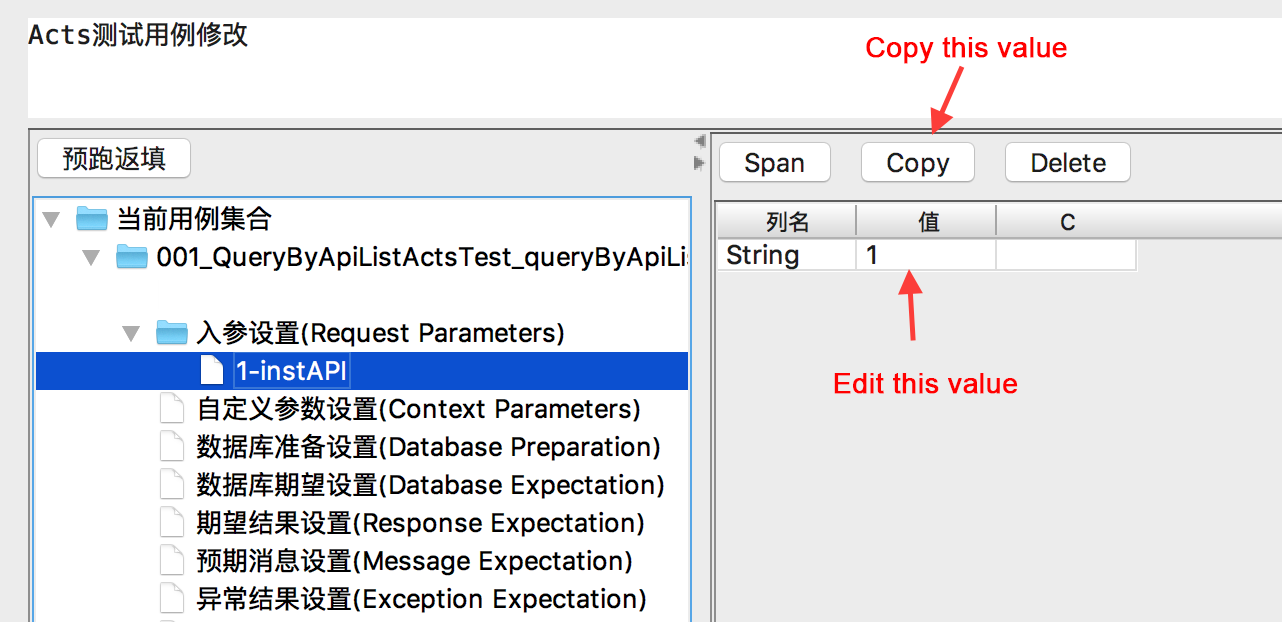 Acts测试用例修改
Copy this value
预跑返填
Span
Copy
Delete
当前用例集合
001_QueryByApiListActsTest_queryByApiLi
入参设置(Request Parameters)
1-instAPI
自定义参数设置(Context Parameters)
数据库准备设置(Database Preparation)
数据库期望设置(Database Expectation)
期望结果设置(Response Expectation)
预期消息设置(Message Expectation)
异常结果设置(Exception Expectation)
列名 值 C
String 1
Edit this value